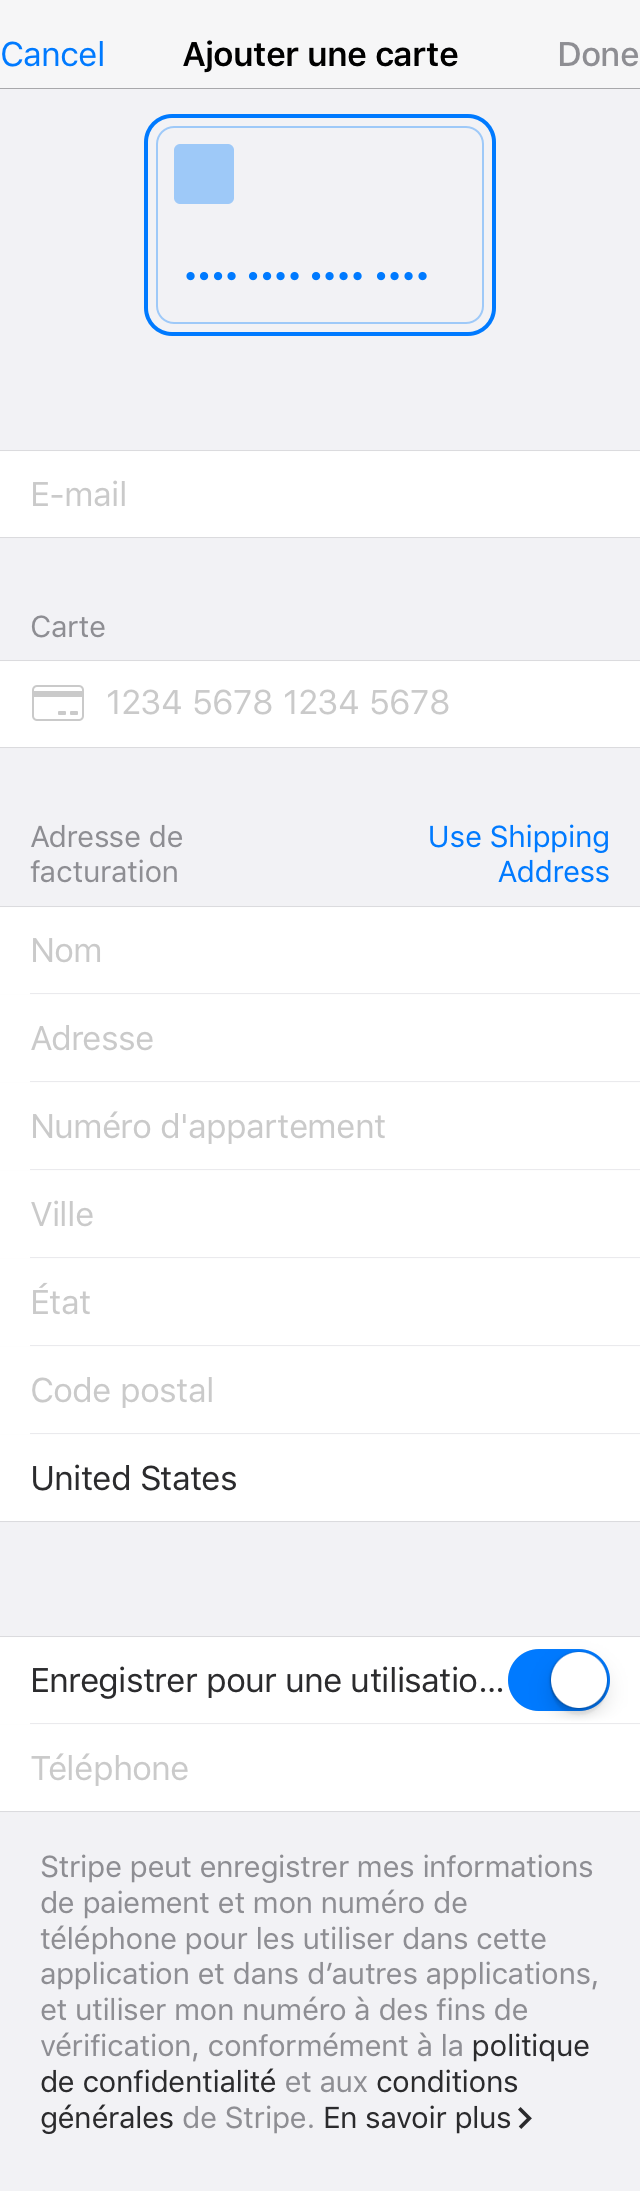 Cancel Ajouter une carte Done
•••• •••• •••• ••••
E-mail
Carte
1234 5678 1234 5678
Adresse de facturation
Use Shipping Address
Nom
Adresse
Numéro d'appartement
Ville
État
Code postal
United States
Enregistrer pour une utilisatio...
Téléphone
Stripe peut enregistrer mes informations
de paiement et mon numéro de
téléphone pour les utiliser dans cette
application et dans d’autres applications,
et utiliser mon numéro à des fins de
vérification, conformément à la politique
de confidentialité et aux conditions
générales de Stripe. En savoir plus